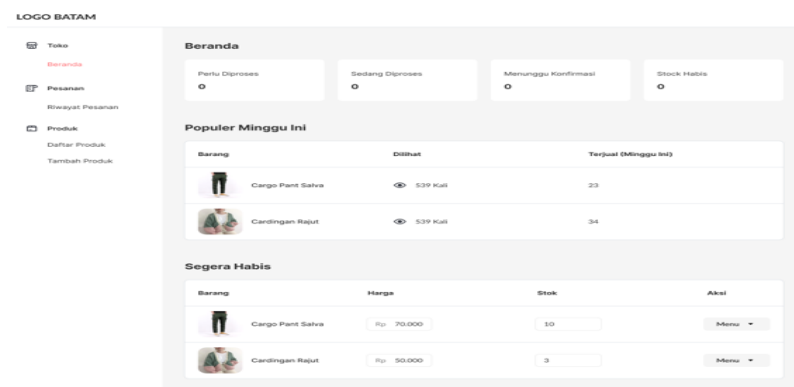 LOGO BATAM
Toko
Beranda
Pesanan
Riwayat Pesanan
Produk
Daftar Produk
Tambah Produk
Beranda
Perlu Diproses
0
Sedang Diproses
0
Menunggu Konfirmasi
0
Stock Habis
0
Populer Minggu Ini
Barang Dilihat Terjual (Minggu Ini)
Cargo Pant Salva 539 Kali 23
Cardingan Rajut 539 Kali 34
Segera Habis
Barang Harga Stok Aksi
Cargo Pant Salva Rp 70.000 10 Menu
Cardingan Rajut Rp 50.000 3 Menu